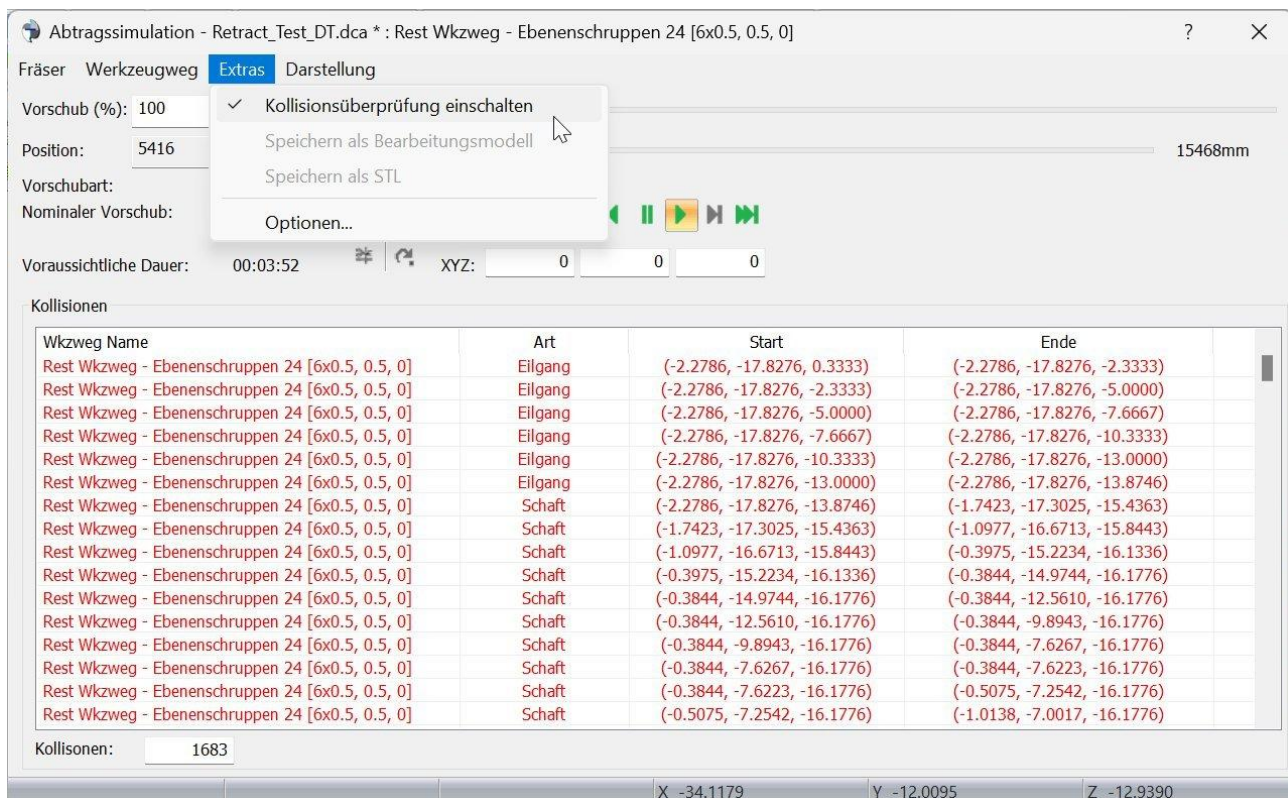 Abtragssimulation - Retract_Test_DT.dca * : Rest Wkzweg - Ebenenschruppen 24 [6x0.5, 0.5, 0] ?
Fräser Werkzeugweg Extras Darstellung
Vorschub (%): 100
Kollisionsüberprüfung einschalten
Speichern als Bearbeitungsmodell
Position: 5416 15468mm
Speichern als STL
Vorschubart:
Nominaler Vorschub:
Optionen...
Voraussichtliche Dauer: 00:03:52 XYZ: 0 0 0
Kollisionen
Wkzweg Name Art Start Ende
Rest Wkzweg - Ebenenschruppen 24 [6x0.5, 0.5, 0] Eilgang (-2.2786, -17.8276, 0.3333) (-2.2786, -17.8276, -2.3333)
Rest Wkzweg - Ebenenschruppen 24 [6x0.5, 0.5, 0] Eilgang (-2.2786, -17.8276, -2.3333) (-2.2786, -17.8276, -5.0000)
Rest Wkzweg - Ebenenschruppen 24 [6x0.5, 0.5, 0] Eilgang (-2.2786, -17.8276, -5.0000) (-2.2786, -17.8276, -7.6667)
Rest Wkzweg - Ebenenschruppen 24 [6x0.5, 0.5, 0] Eilgang (-2.2786, -17.8276, -7.6667) (-2.2786, -17.8276, -10.3333)
Rest Wkzweg - Ebenenschruppen 24 [6x0.5, 0.5, 0] Eilgang (-2.2786, -17.8276, -10.3333) (-2.2786, -17.8276, -13.0000)
Rest Wkzweg - Ebenenschruppen 24 [6x0.5, 0.5, 0] Eilgang (-2.2786, -17.8276, -13.0000) (-2.2786, -17.8276, -13.8746)
Rest Wkzweg - Ebenenschruppen 24 [6x0.5, 0.5, 0] Schaft (-2.2786, -17.8276, -13.8746) (-1.7423, -17.3025, -15.4363)
Rest Wkzweg - Ebenenschruppen 24 [6x0.5, 0.5, 0] Schaft (-1.7423, -17.3025, -15.4363) (-1.0977, -16.6713, -15.8443)
Rest Wkzweg - Ebenenschruppen 24 [6x0.5, 0.5, 0] Schaft (-1.0977, -16.6713, -15.8443) (-0.3975, -15.2234, -16.1336)
Rest Wkzweg - Ebenenschruppen 24 [6x0.5, 0.5, 0] Schaft (-0.3975, -15.2234, -16.1336) (-0.3844, -14.9744, -16.1776)
Rest Wkzweg - Ebenenschruppen 24 [6x0.5, 0.5, 0] Schaft (-0.3844, -14.9744, -16.1776) (-0.3844, -12.5610, -16.1776)
Rest Wkzweg - Ebenenschruppen 24 [6x0.5, 0.5, 0] Schaft (-0.3844, -12.5610, -16.1776) (-0.3844, -9.8943, -16.1776)
Rest Wkzweg - Ebenenschruppen 24 [6x0.5, 0.5, 0] Schaft (-0.3844, -9.8943, -16.1776) (-0.3844, -7.6267, -16.1776)
Rest Wkzweg - Ebenenschruppen 24 [6x0.5, 0.5, 0] Schaft (-0.3844, -7.6267, -16.1776) (-0.3844, -7.6223, -16.1776)
Rest Wkzweg - Ebenenschruppen 24 [6x0.5, 0.5, 0] Schaft (-0.3844, -7.6223, -16.1776) (-0.5075, -7.2542, -16.1776)
Rest Wkzweg - Ebenenschruppen 24 [6x0.5, 0.5, 0] Schaft (-0.5075, -7.2542, -16.1776) (-1.0138, -7.0017, -16.1776)
Kollisonen: 1683
X -34.1179 Y -12.0095 Z -12.9390